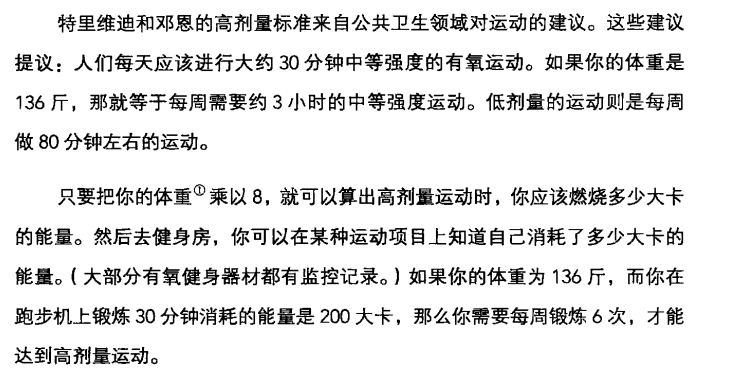 特里维迪和邓恩的高剂量标准来自公共卫生领域对运动的建议。这些建议
提议：人们每天应该进行大约 30 分钟中等强度的有氧运动。如果你的体重是
136 斤，那就等于每周需要约 3 小时的中等强度运动。低剂量的运动则是每周
做 80 分钟左右的运动。
只要把你的体重①乘以 8，就可以算出高剂量运动时，你应该燃烧多少大卡
的能量。然后去健身房，你可以在某种运动项目上知道自己消耗了多少大卡的
能量。（大部分有氧健身器材都有监控记录。）如果你的体重为 136 斤，而你在
跑步机上锻炼 30 分钟消耗的能量是 200 大卡，那么你需要每周锻炼 6 次，才能
达到高剂量运动。